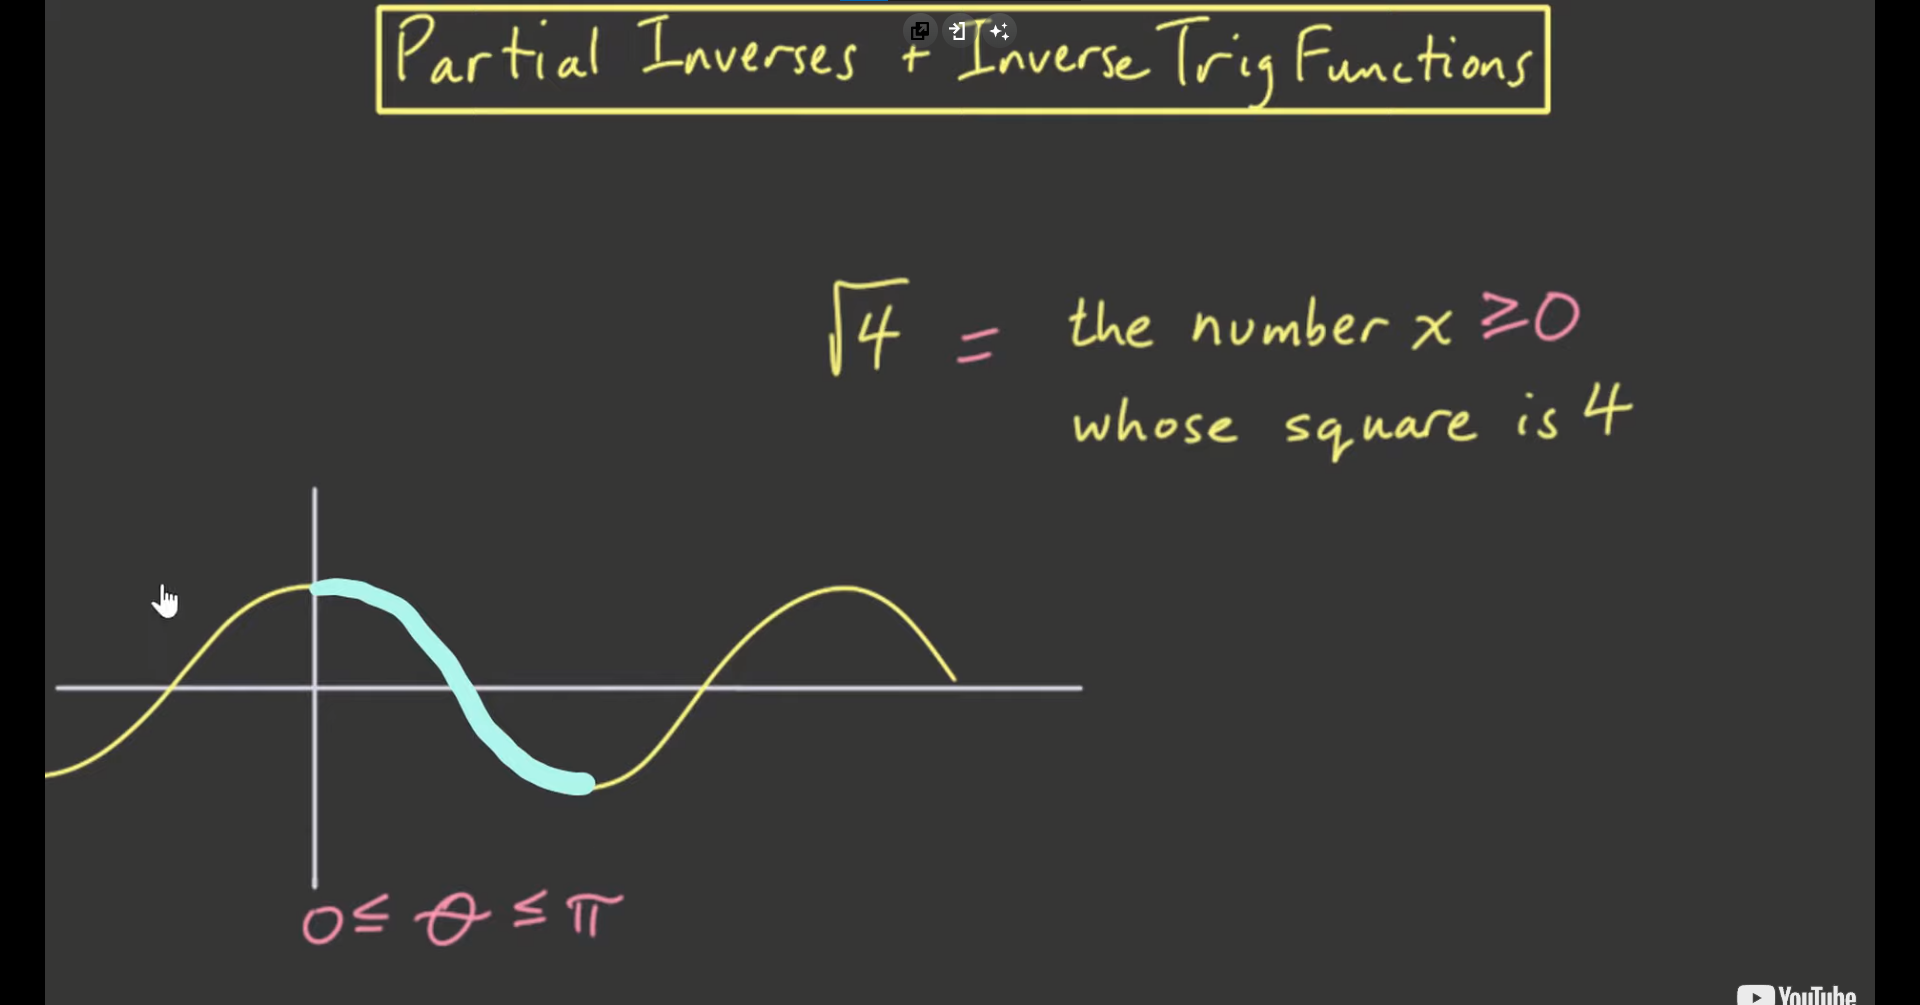 Partial Inverses + Inverse Trig Functions
√4 = the number x ≥0
whose square is 4
0 ≤ θ ≤ π
YouTube